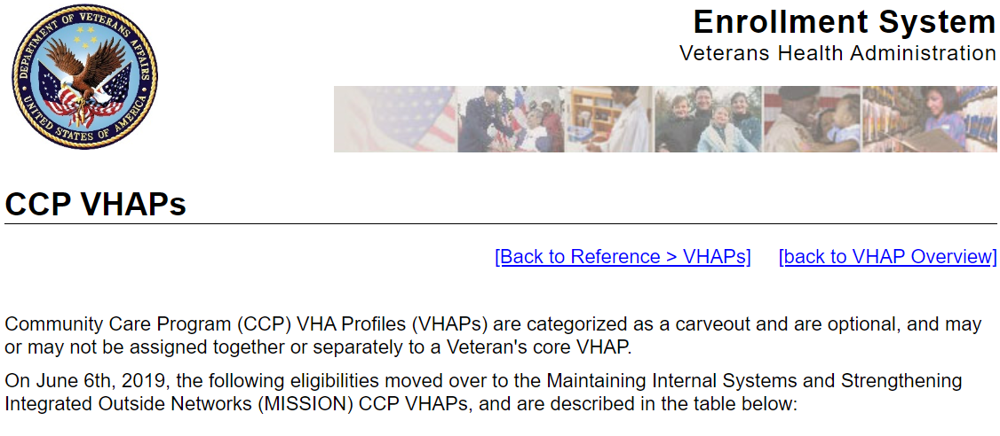 DEPARTMENT OF VETERANS AFFAIRS
UNITED STATES OF AMERICA
Enrollment System
Veterans Health Administration
CCP VHAPs
[Back to Reference > VHAPs] [back to VHAP Overview]
Community Care Program (CCP) VHA Profiles (VHAPs) are categorized as a carveout and are optional, and may
or may not be assigned together or separately to a Veteran's core VHAP.
On June 6th, 2019, the following eligibilities moved over to the Maintaining Internal Systems and Strengthening
Integrated Outside Networks (MISSION) CCP VHAPs, and are described in the table below: